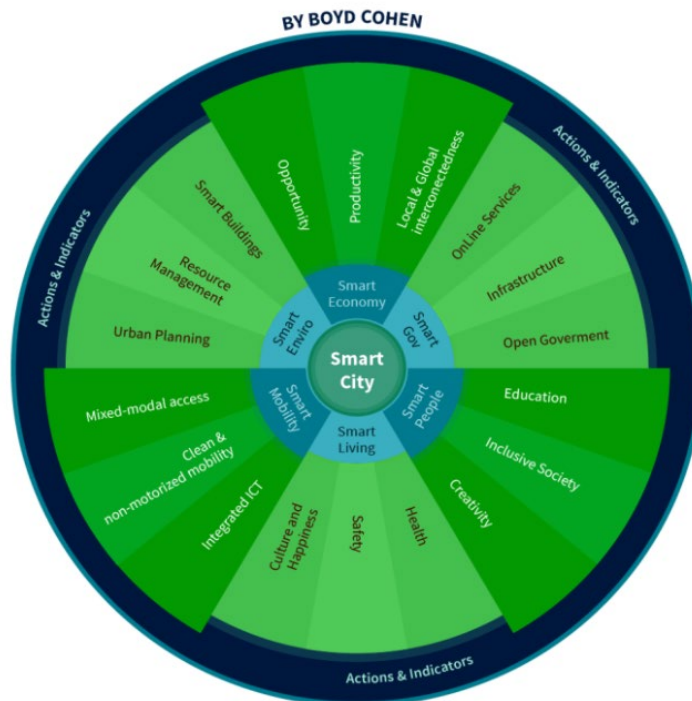 BY BOYD COHEN
Actions & Indicators
Actions & Indicators
Opportunity
Productivity
Local & Global
interconnectedness
Smart Buildings
Resource
Management
Urban Planning
OnLine Services
Infrastructure
Open Goverment
Smart
Economy
Smart
Enviro
Smart
Gov
Smart
City
Smart
Mobility
Smart
People
Smart
Living
Mixed-modal access
Clean &
non-motorized mobility
Integrated ICT
Culture and
Happiness
Safety
Health
Education
Inclusive Society
Creativity
Actions & Indicators